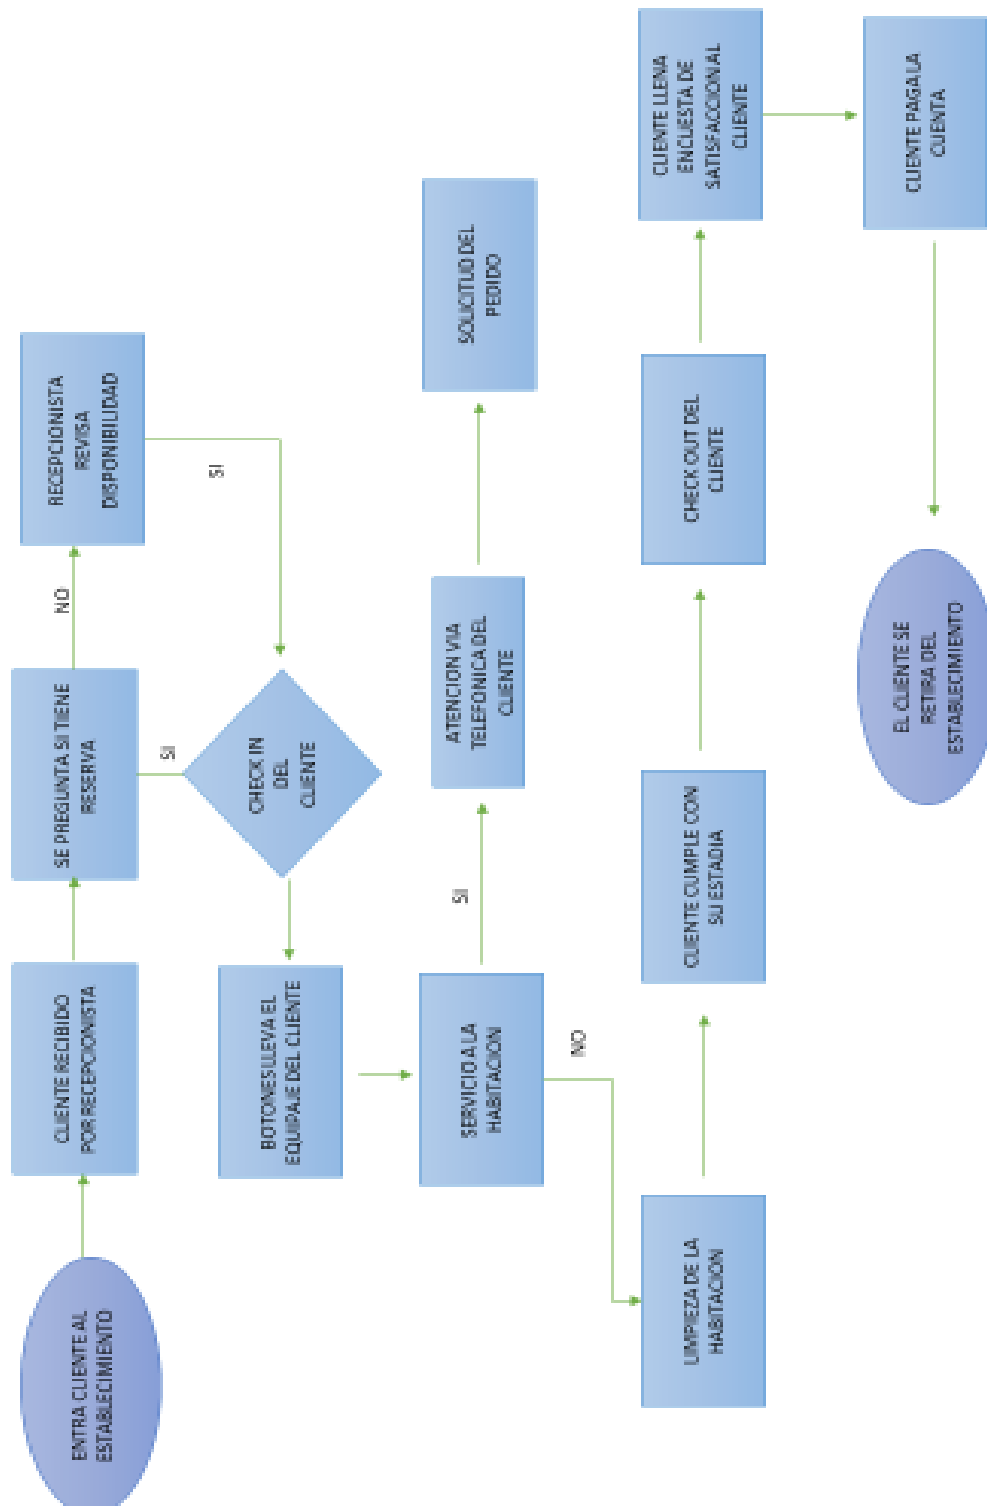 ENTRA CLIENTE AL
ESTABLECIMIENTO
CLIENTE RECIBIDO
POR RECEPCIONISTA
SE PREGUNTA SI TIENE
RESERVA
NO
RECEPCIONISTA
REVISA
DISPONIBILIDAD
SI
SI
CHECK IN
DEL
CLIENTE
BOTONES LLEVA EL
EQUIPAJE DEL CLIENTE
SERVICIO A LA
HABITACION
SI
ATENCION VIA
TELEFONICA DEL
CLIENTE
SOLICITUD DEL
PEDIDO
NO
LIMPIEZA DE LA
HABITACION
CLIENTE CUMPLE CON
SU ESTADIA
CHECK OUT DEL
CLIENTE
CLIENTE LLENA
ENCUESTA DE
SATISFACCION AL
CLIENTE
CLIENTE PAGA LA
CUENTA
EL CLIENTE SE
RETIRA DEL
ESTABLECIMIENTO